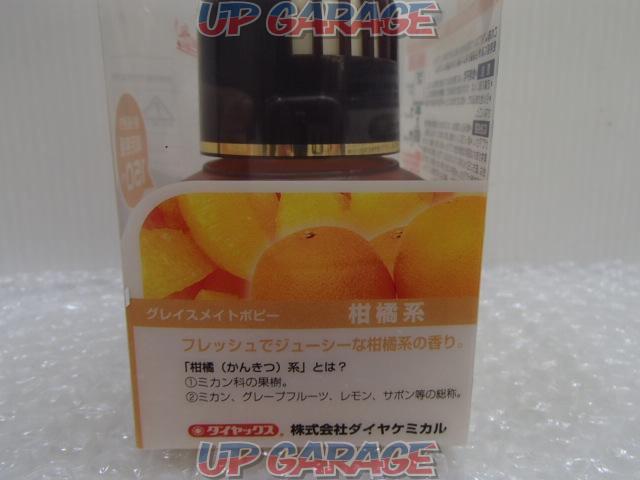 UP GARAGE
150
グレイスメイトポピー 柑橘系
フレッシュでジューシーな柑橘系の香り。
「柑橘（かんきつ）系」とは？
①ミカン科の果樹。
②ミカン、グレープフルーツ、レモン、サボン等の総称。
ダイヤックス® 株式会社ダイヤケミカル
UP GARAGE